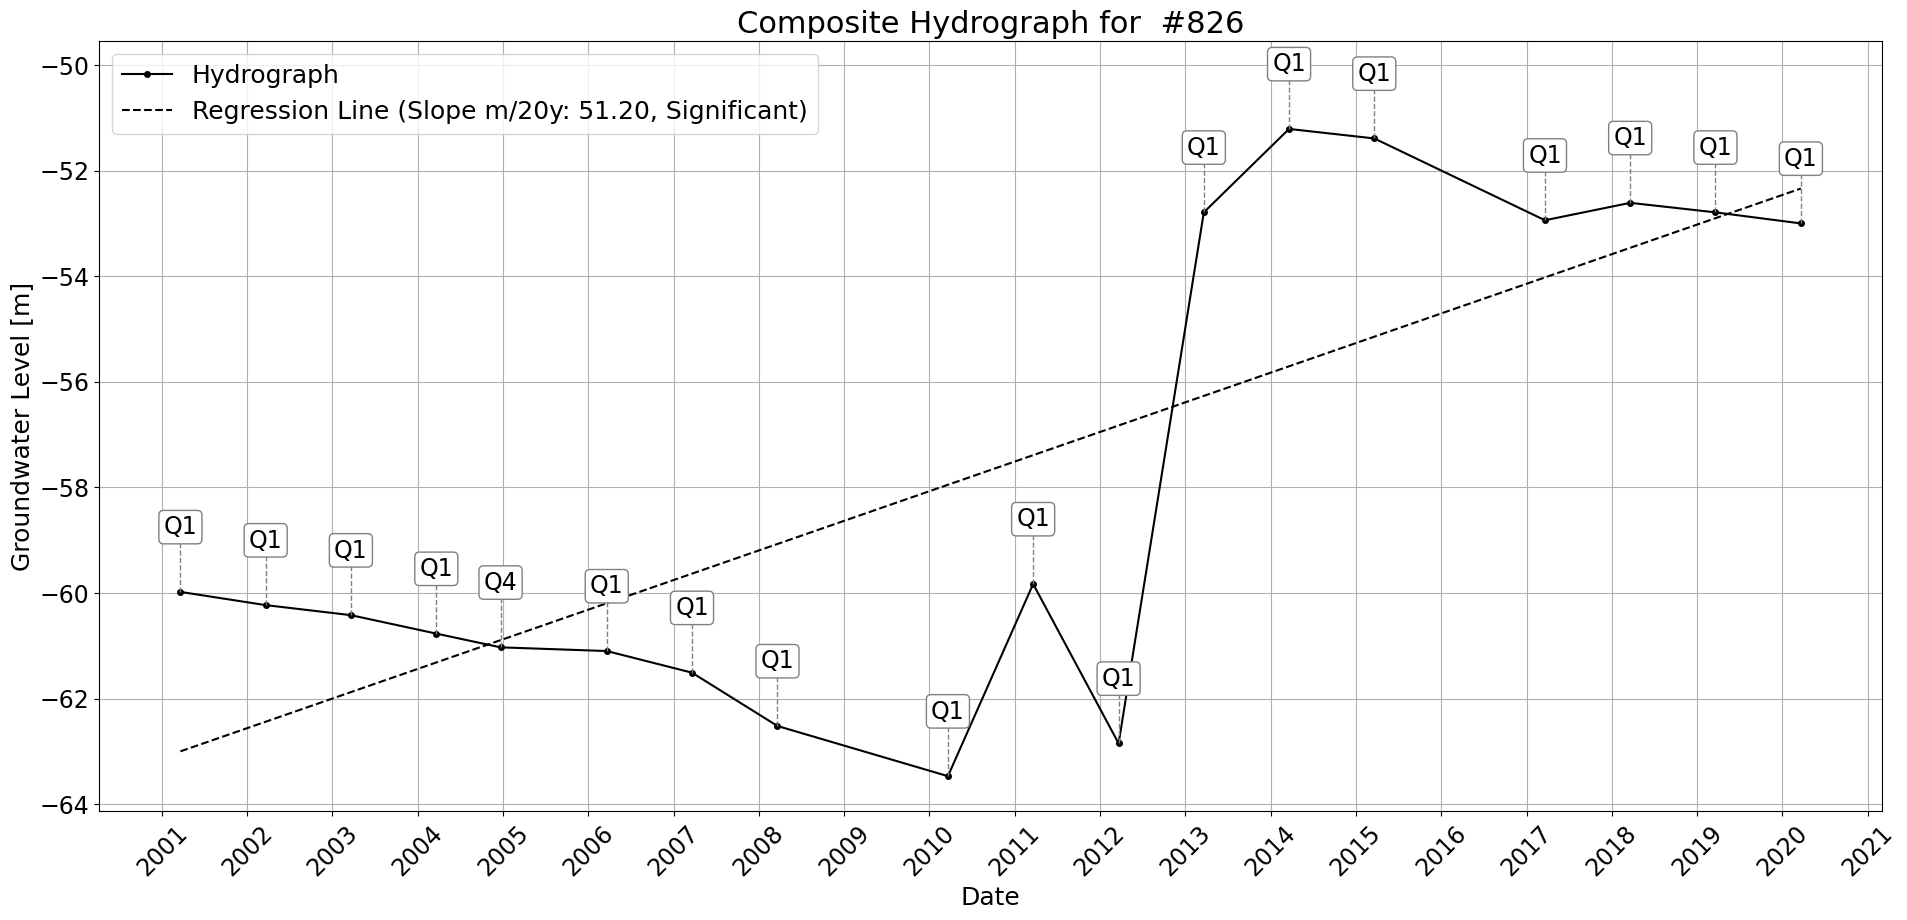 Composite Hydrograph for  #826
Hydrograph
Regression Line (Slope m/20y: 51.20, Significant)
Groundwater Level [m]
−50
−52
−54
−56
−58
−60
−62
−64
Q1
Q1
Q1
Q1
Q4
Q1
Q1
Q1
Q1
Q1
Q1
Q1
Q1
Q1
Q1
Q1
Q1
Q1
2001
2002
2003
2004
2005
2006
2007
2008
2009
2010
2011
2012
2013
2014
2015
2016
2017
2018
2019
2020
2021
Date